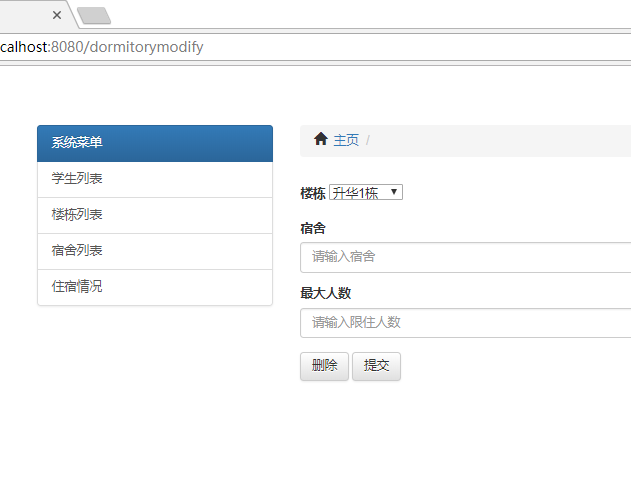 calhost:8080/dormitorymodify
系统菜单
学生列表
楼栋列表
宿舍列表
住宿情况
主页 /
楼栋 升华1栋
宿舍
请输入宿舍
最大人数
请输入限住人数
删除 提交